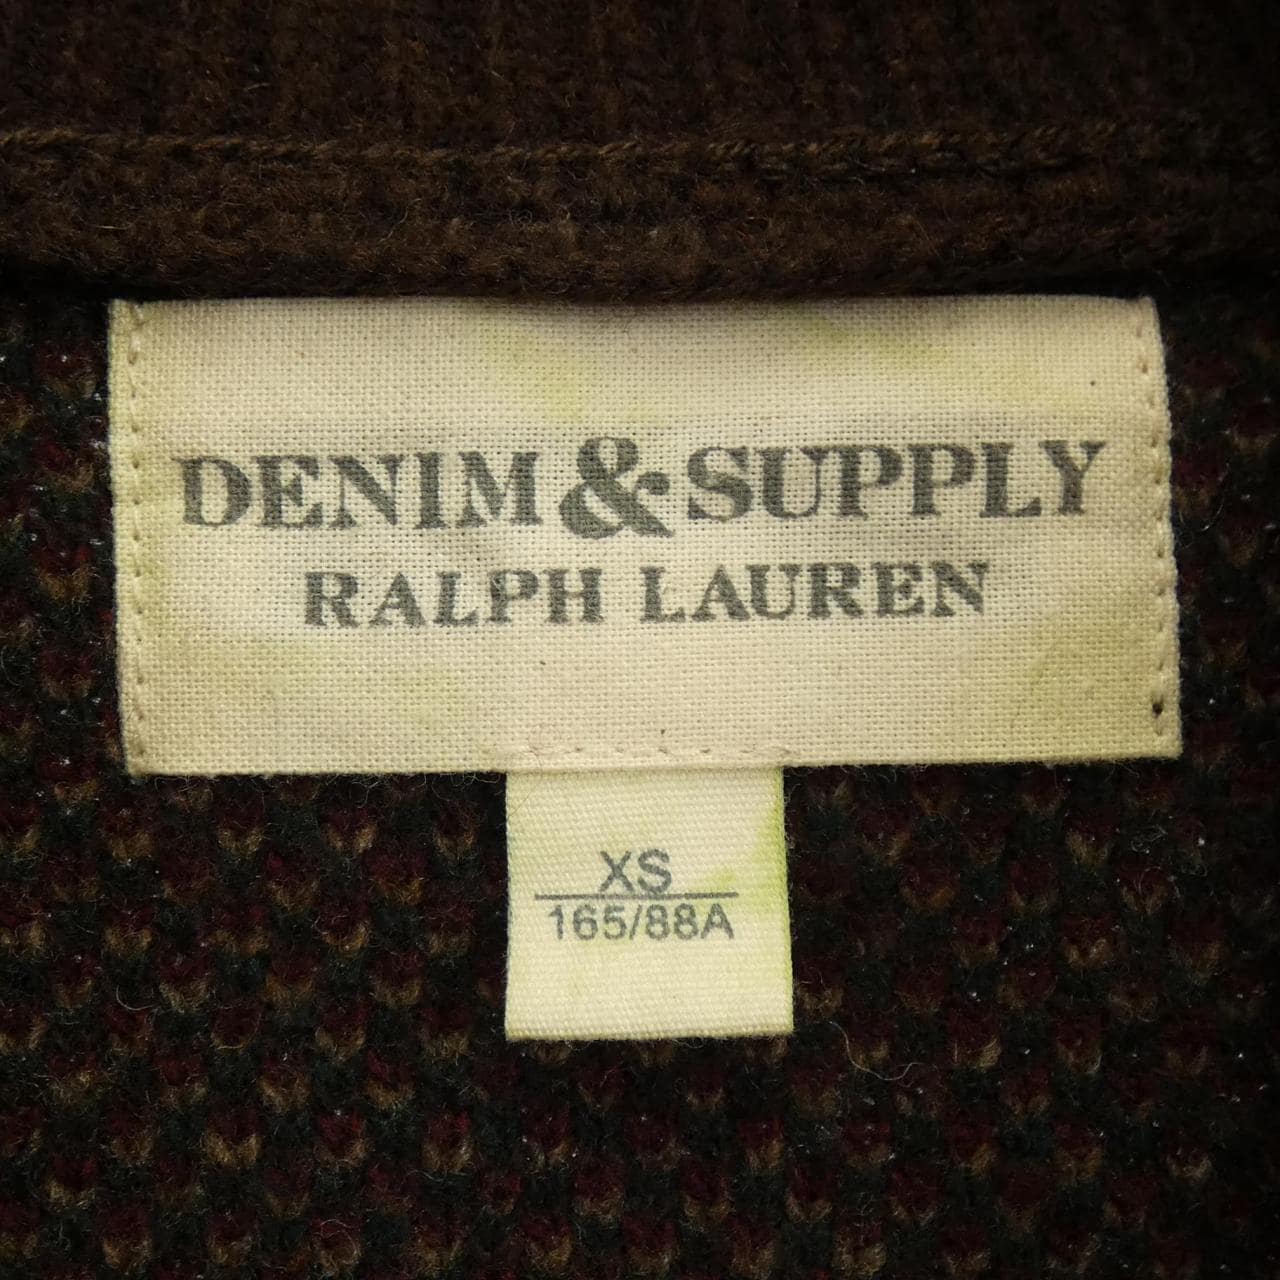 DENIM & SUPPLY
RALPH LAUREN
XS
165/88A